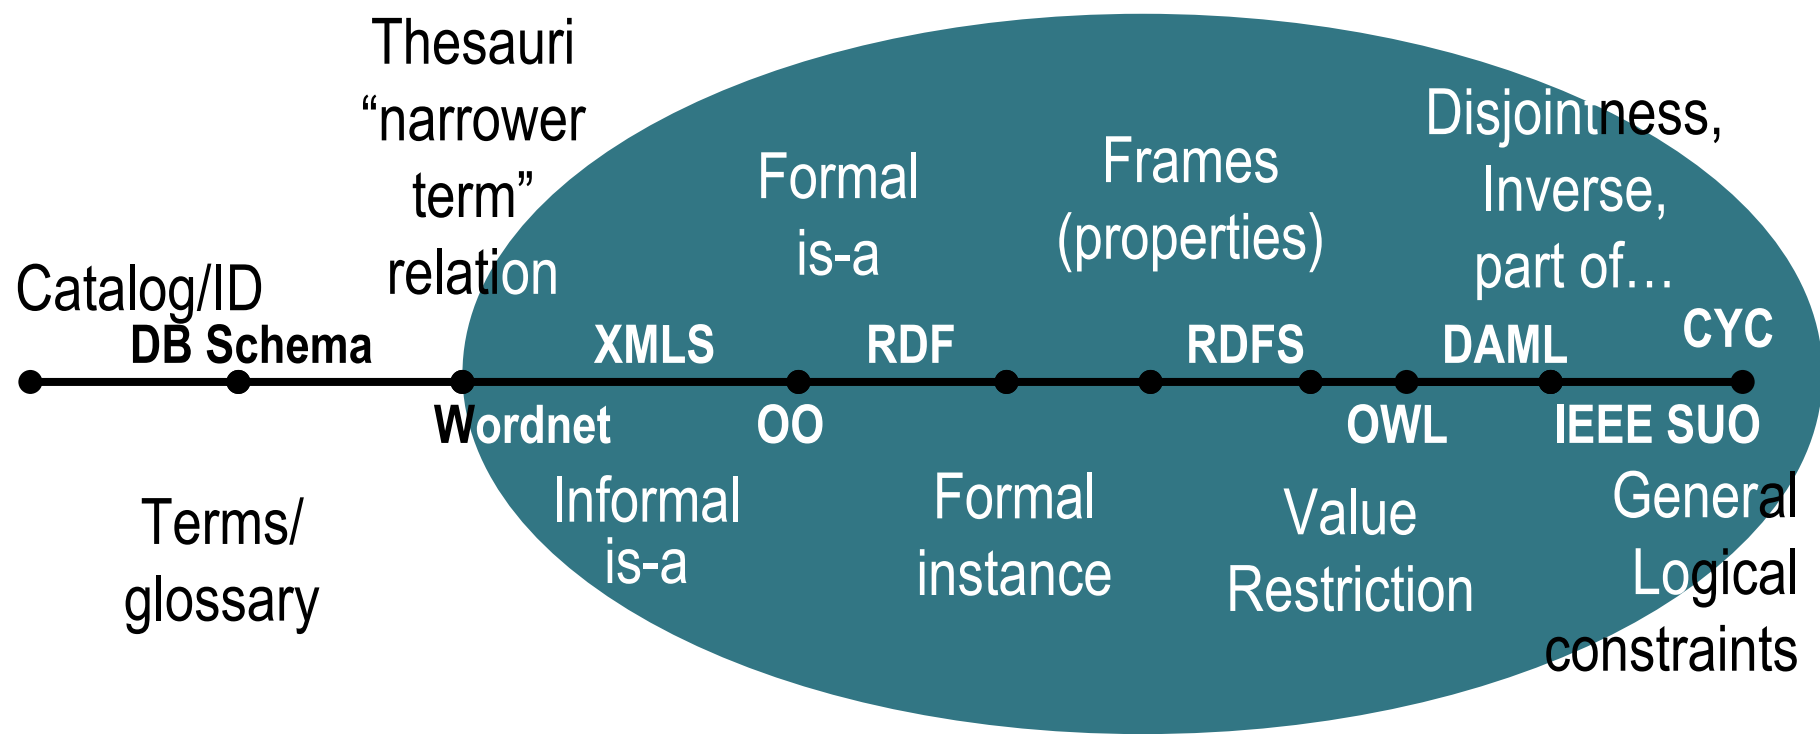 Thesauri
“narrower
term”
relation
Formal
is-a
Frames
(properties)
Disjointness,
Inverse,
part of…
Catalog/ID
DB Schema
XMLS
RDF
RDFS
DAML
CYC
Wordnet
OO
OWL
IEEE SUO
Terms/
glossary
Informal
is-a
Formal
instance
Value
Restriction
General
Logical
constraints